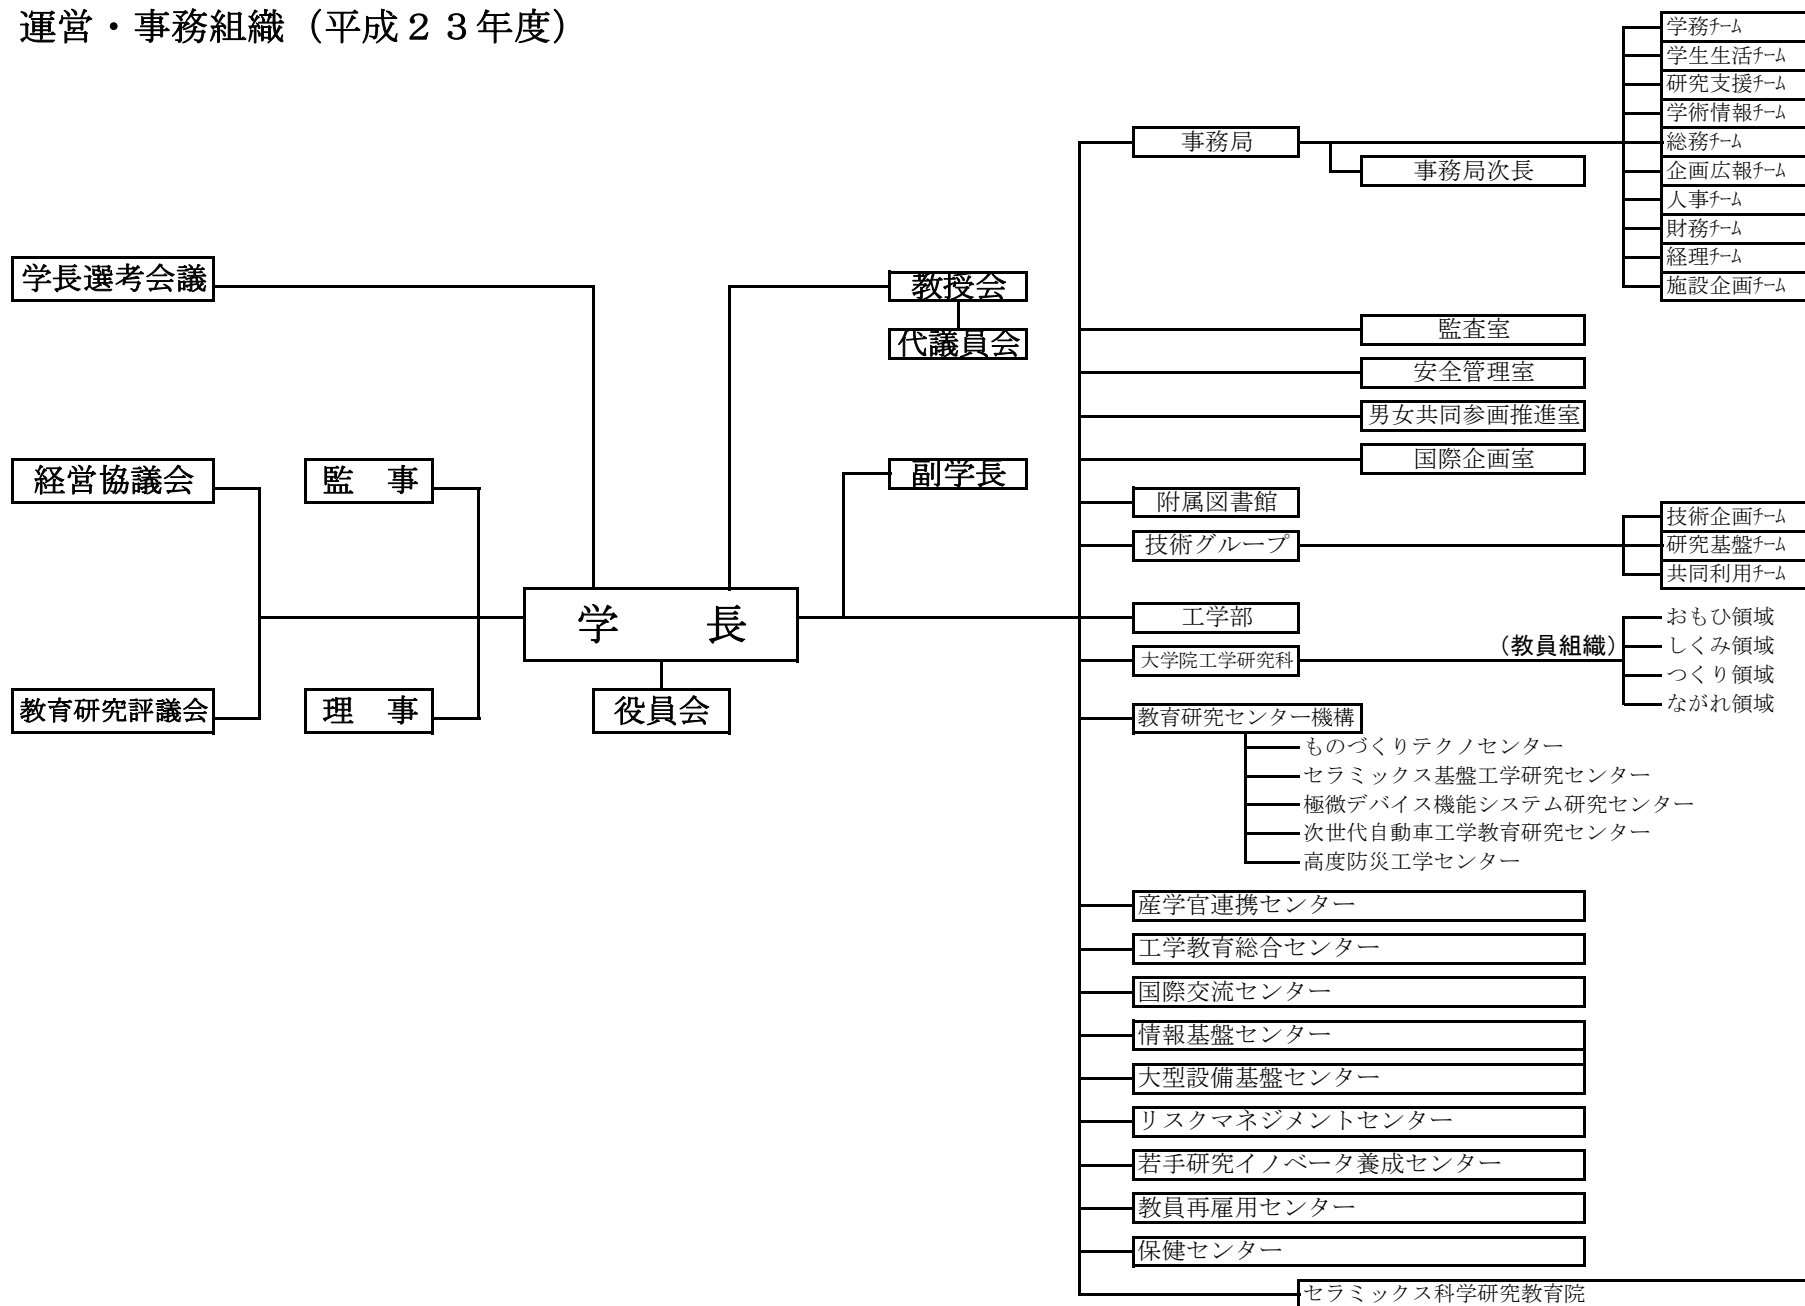 運営・事務組織（平成２３年度）
学務ﾁｰﾑ
学生生活ﾁｰﾑ
研究支援ﾁｰﾑ
学術情報ﾁｰﾑ
事務局
総務ﾁｰﾑ
事務局次長
企画広報ﾁｰﾑ
人事ﾁｰﾑ
財務ﾁｰﾑ
経理ﾁｰﾑ
施設企画ﾁｰﾑ
学長選考会議
教授会
代議員会
監査室
安全管理室
男女共同参画推進室
国際企画室
経営協議会
監　事
副学長
附属図書館
技術グループ
技術企画ﾁｰﾑ
研究基盤ﾁｰﾑ
共同利用ﾁｰﾑ
学　長
工学部
大学院工学研究科
（教員組織）
おもひ領域
しくみ領域
つくり領域
ながれ領域
教育研究評議会
理　事
役員会
教育研究センター機構
ものづくりテクノセンター
セラミックス基盤工学研究センター
極微デバイス機能システム研究センター
次世代自動車工学教育研究センター
高度防災工学センター
産学官連携センター
工学教育総合センター
国際交流センター
情報基盤センター
大型設備基盤センター
リスクマネジメントセンター
若手研究イノベータ養成センター
教員再雇用センター
保健センター
セラミックス科学研究教育院